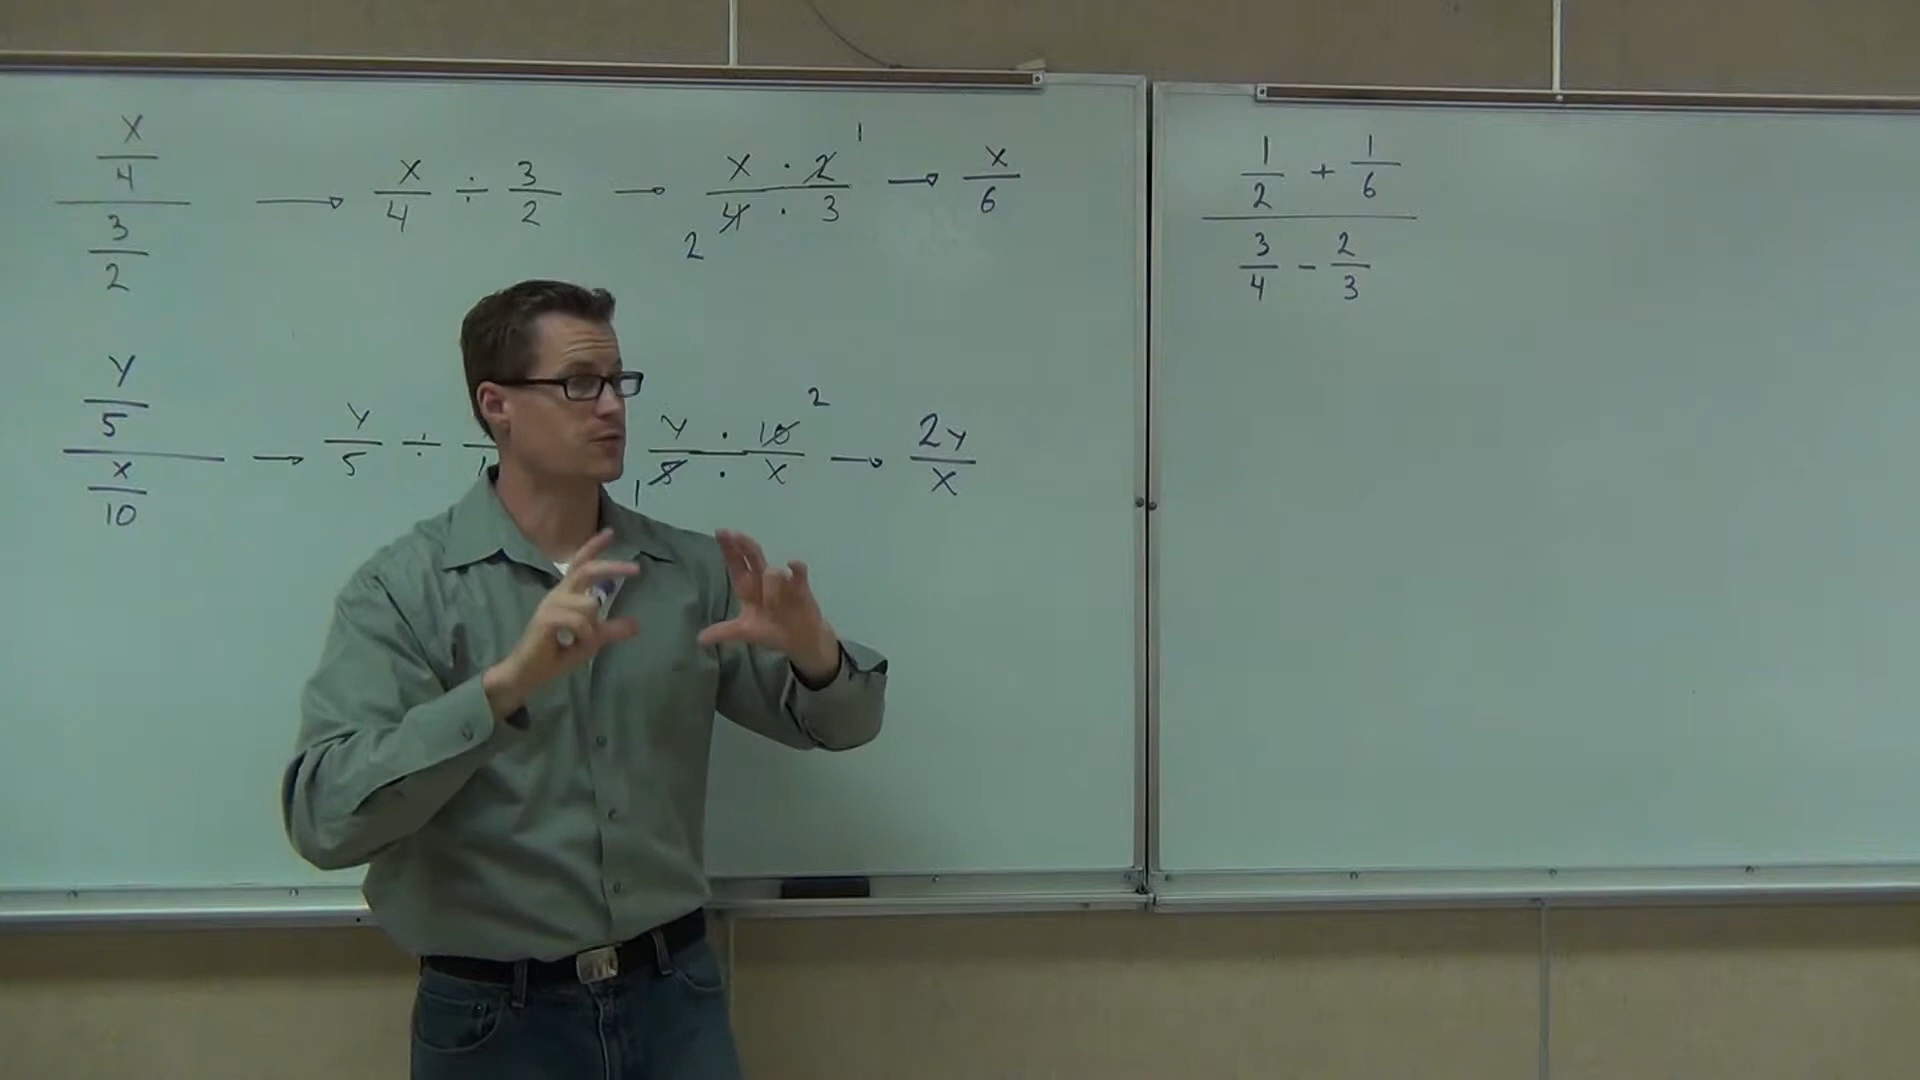 x/4 / 3/2 → x/4 ÷ 3/2 → x · 2 / 4 · 3 → x/6
1
2
y/5 / x/10 → y/5 ÷ y · 10 / 5 · x → 2y/x
2
1
1/2 + 1/6
3/4 - 2/3